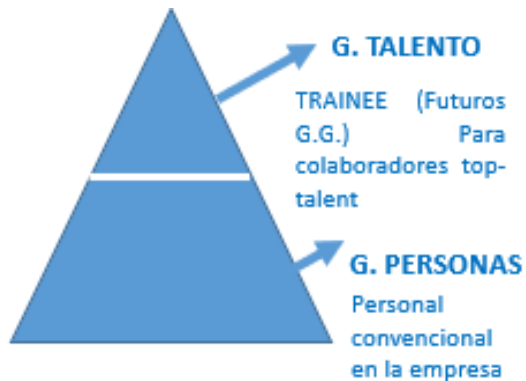 G. TALENTO
TRAINEE (Futuros
G.G.) Para
colaboradores top-
talent
G. PERSONAS
Personal
convencional
en la empresa